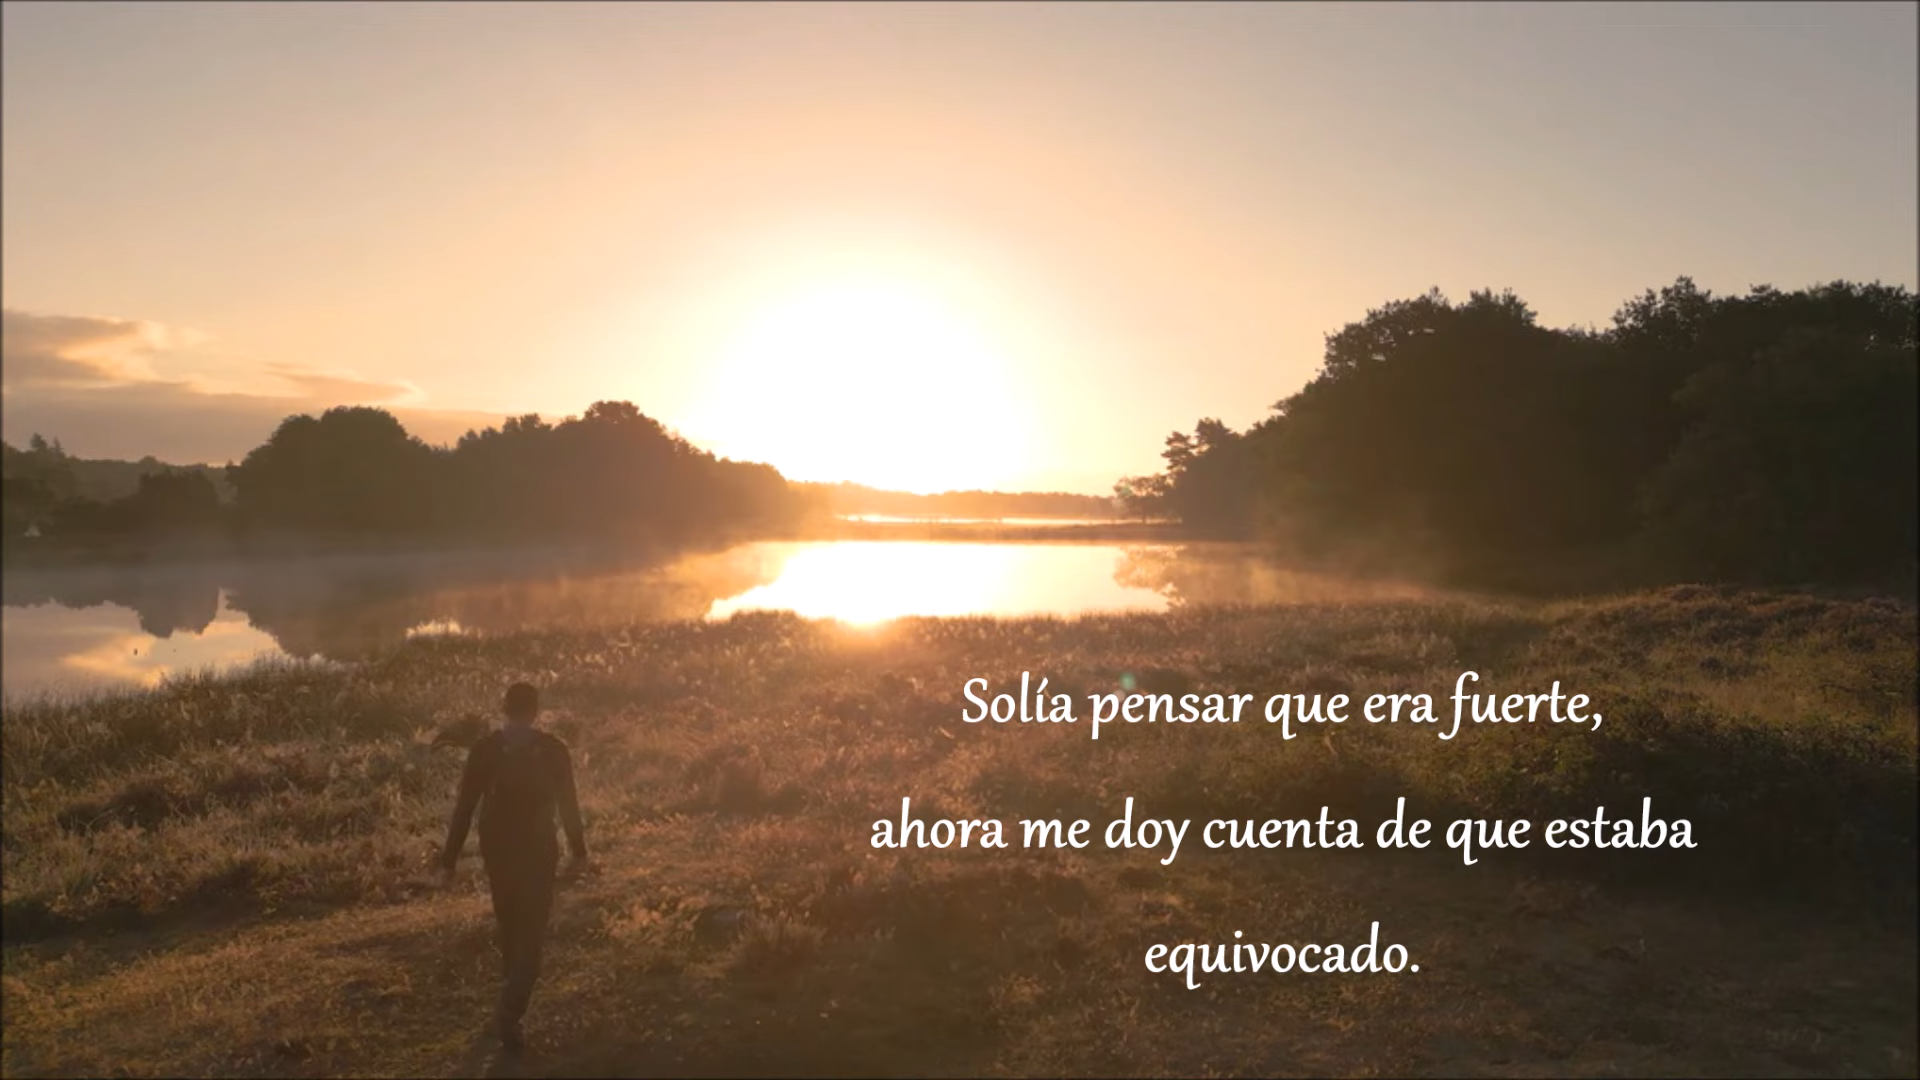 Solía pensar que era fuerte,
ahora me doy cuenta de que estaba
equivocado.